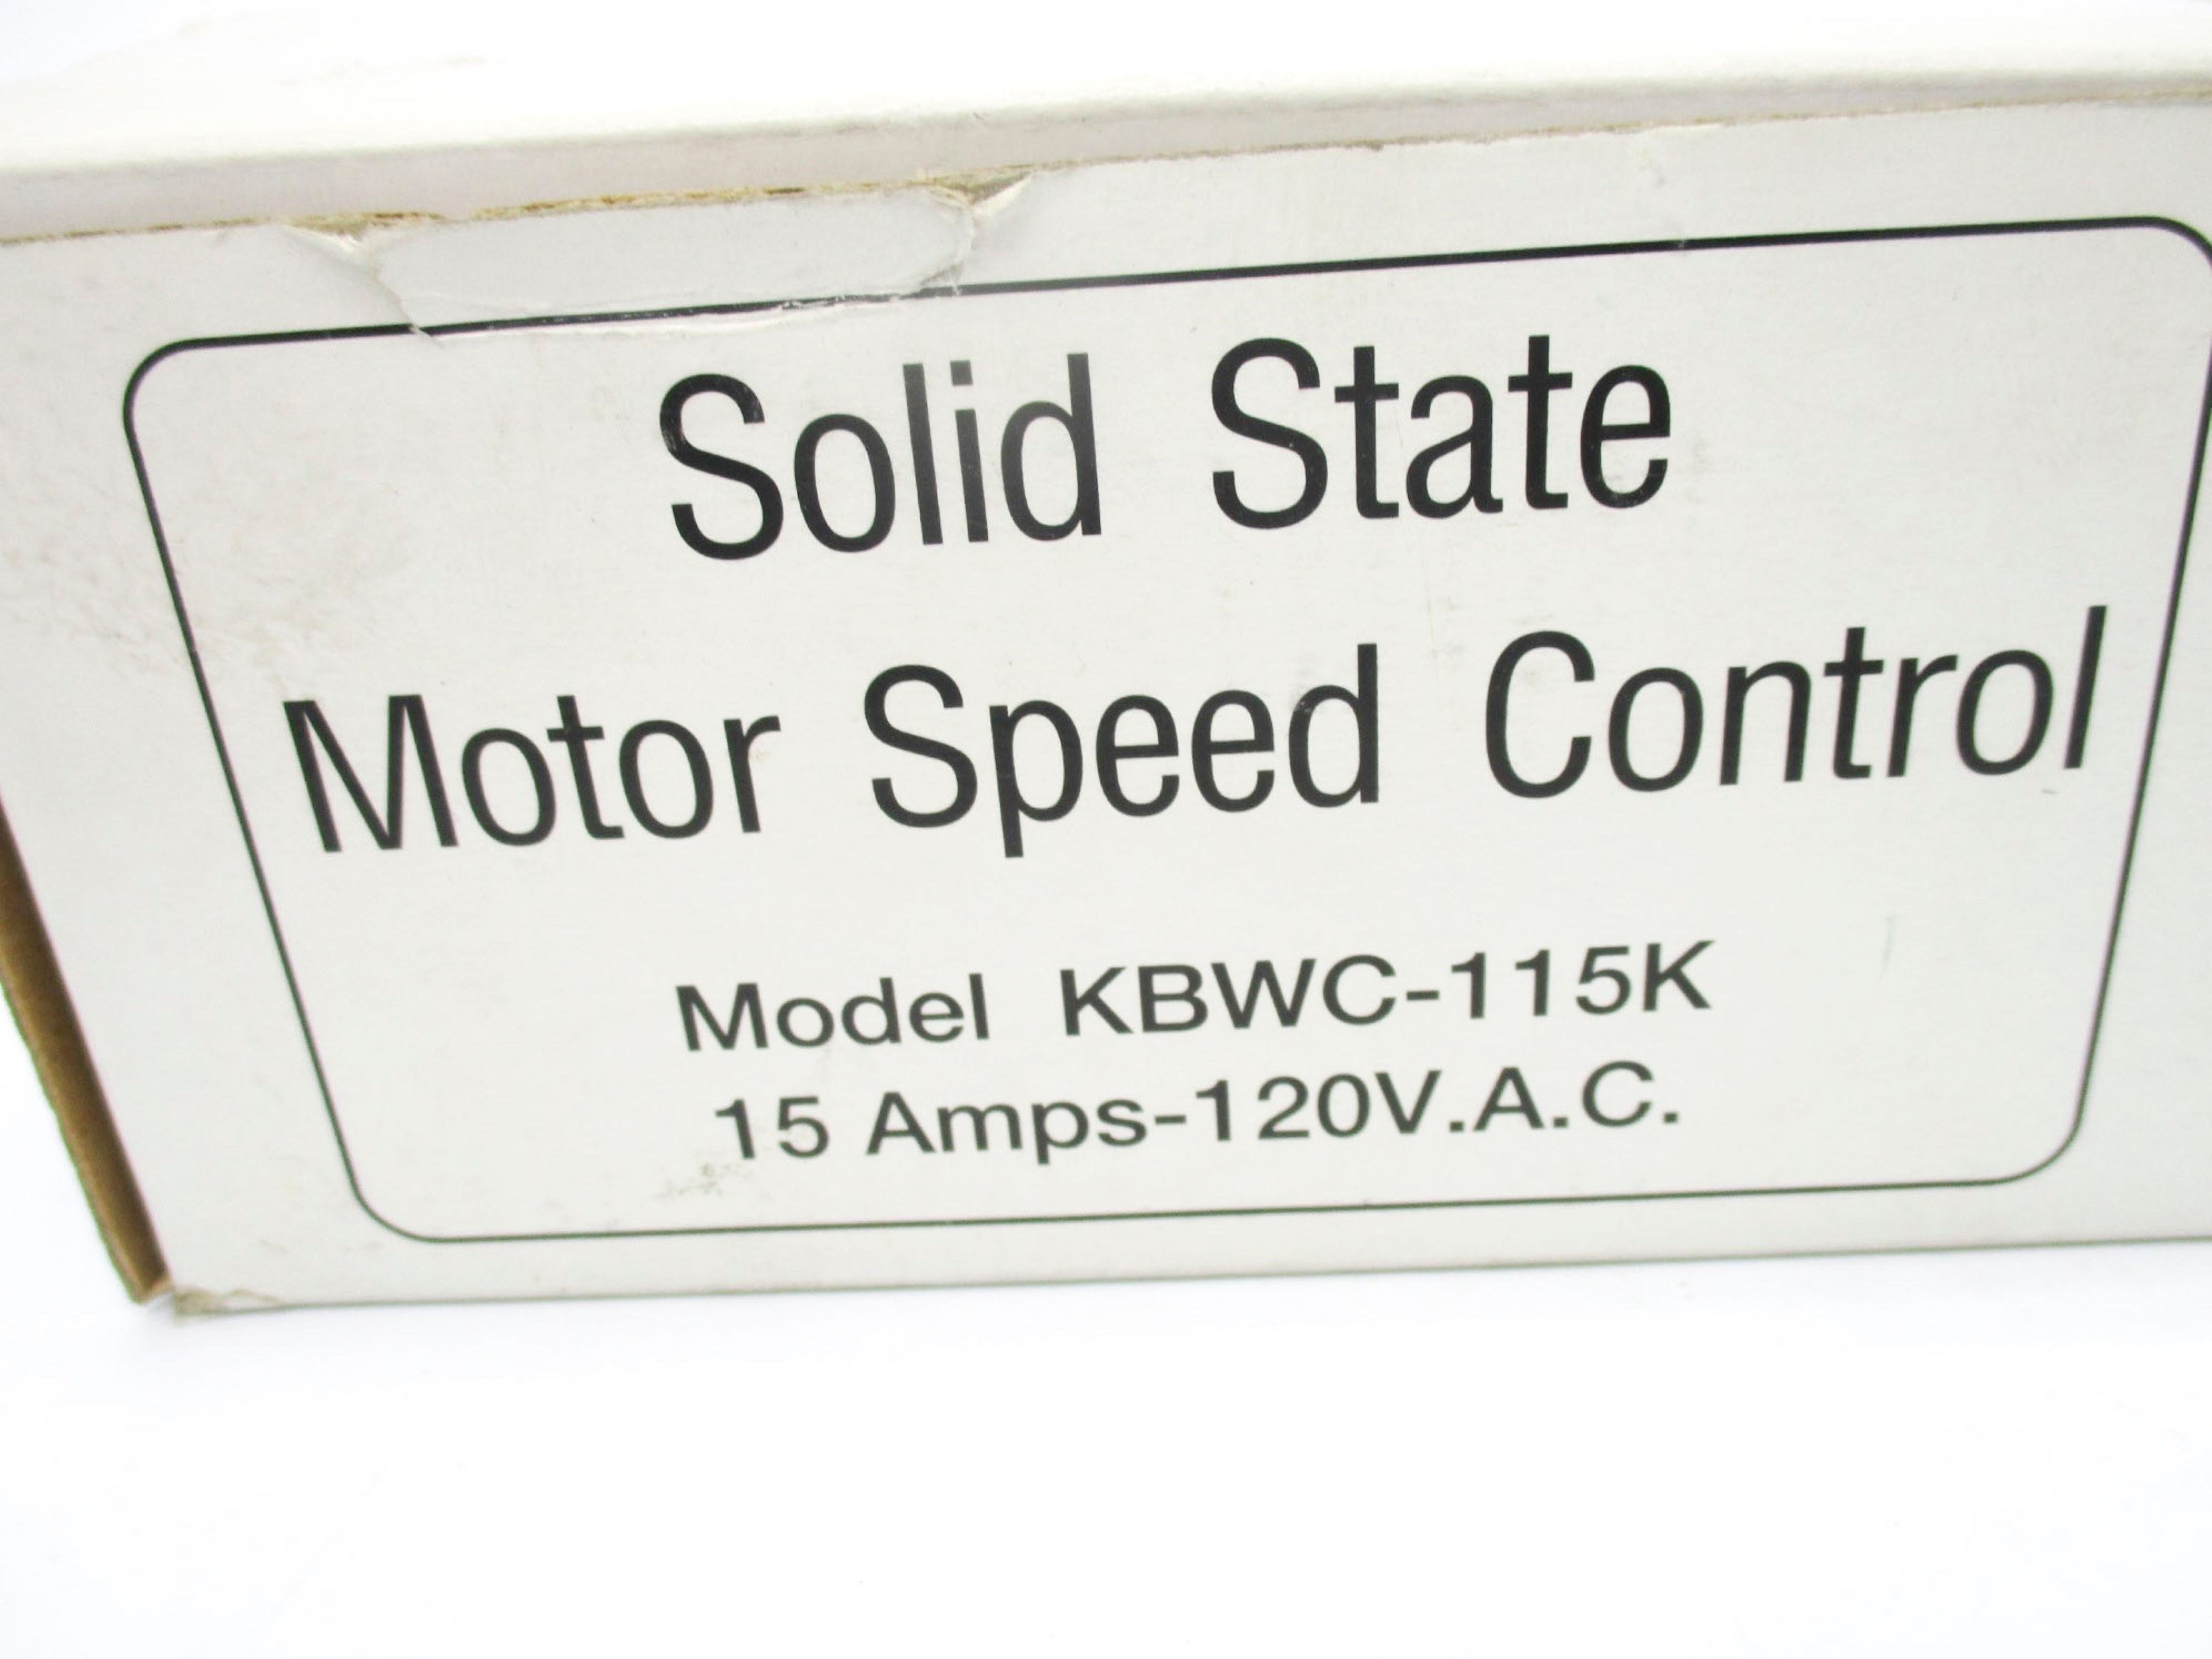 Solid State
Motor Speed Control
Model KBWC-115K
15 Amps-120V.A.C.